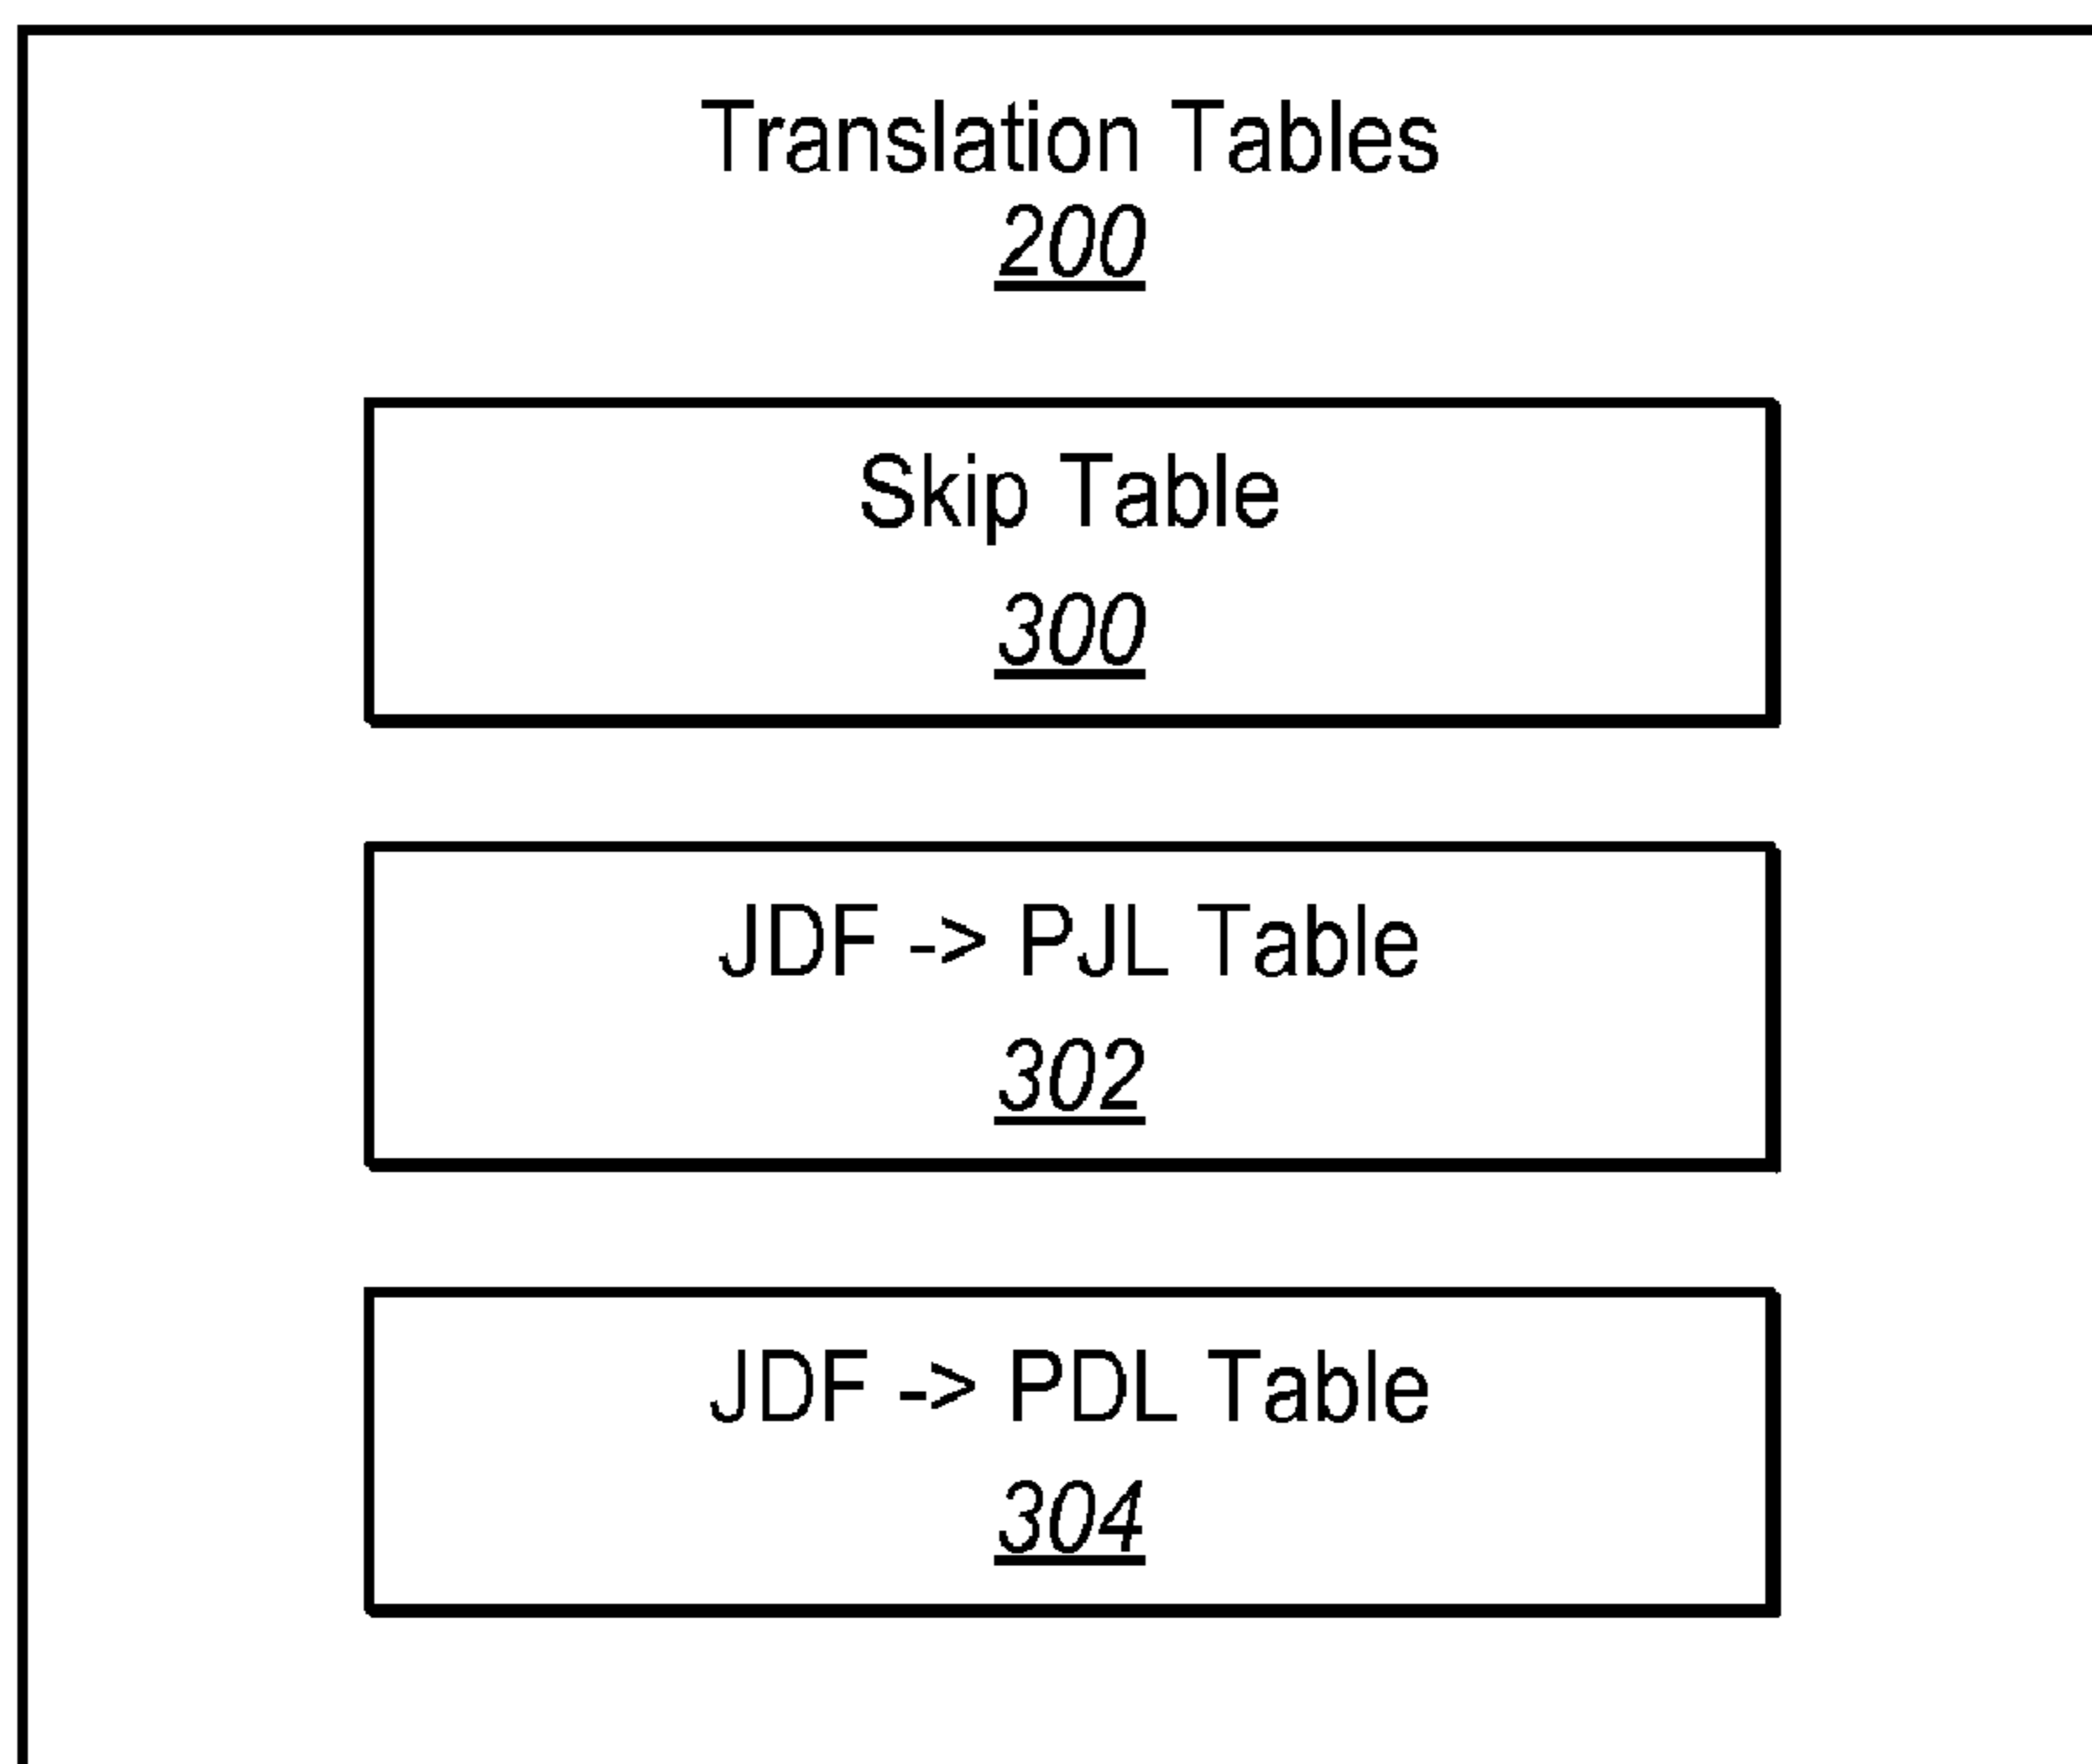 Translation Tables
200
Skip Table
300
JDF -> PJL Table
302
JDF -> PDL Table
304